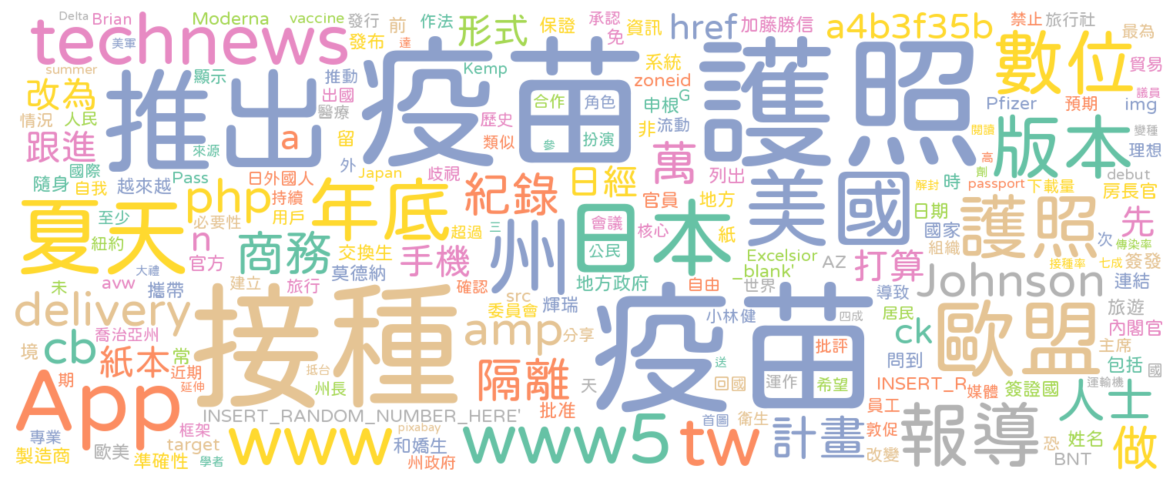 Delta Brian Moderna vaccine 發行 前 作法 形式 保證 承認 資訊 href 加藤勝信 a4b3f35b 禁止 旅行社 最為
technews 美軍 發布 達 免 數位 貿易
summer 顯示 推動 Kemp 系統 zoneid 議員
改為 推出 出國 疫苗 合作 角色 申根 G 護照 Pfizer 預期 img
情況 人民 醫療 歷史 非 流動 版本 變種
跟進 來源 a 留 類似 參 扮演 萬 閱讀 理想
隨身 國際 越來越 Pass 日外國人 外 Japan 歧視 日經 列出 美國 高 劑 passport 下載量 debut
自我 php 持續 年底 紀錄 官員 地方 時 解封 房長官
夏天 至少 必要性 用戶 超過 州 會議 核心 紙 日期 護照 先 次
紐約 n 商務 交換生 手機 三 日本 公民 Excelsior 國家 組織 傳染率
官方 大禮 莫德納 _blank' AZ 打算 接種率 七成 簽發
未 avw 攜帶 建立 旅行 確認 src 地方政府 自由 世界 導致 Johnson 連結
delivery 接種 委員會 輝瑞 疫苗 小林健 四成 居民 歐盟 旅遊
喬治亞州 amp 分享 ck 內閣官
境 cb 紙本 常 批評 問到 主席
App 期 近期 抵台 隔離 天 送 回國 運作 希望 包括 國
延伸 州長 INSERT_R 媒體 簽證國 運輸機
INSERT_RANDOM_NUMBER_HERE' 批准 首圖 衛生 員工 報導 人士
專業 框架 www pixabay www5 tw 計畫 敦促 恐 姓名 做
製造商 歐美 target 和嬌生 改變 BNT
準確性 學者 州政府